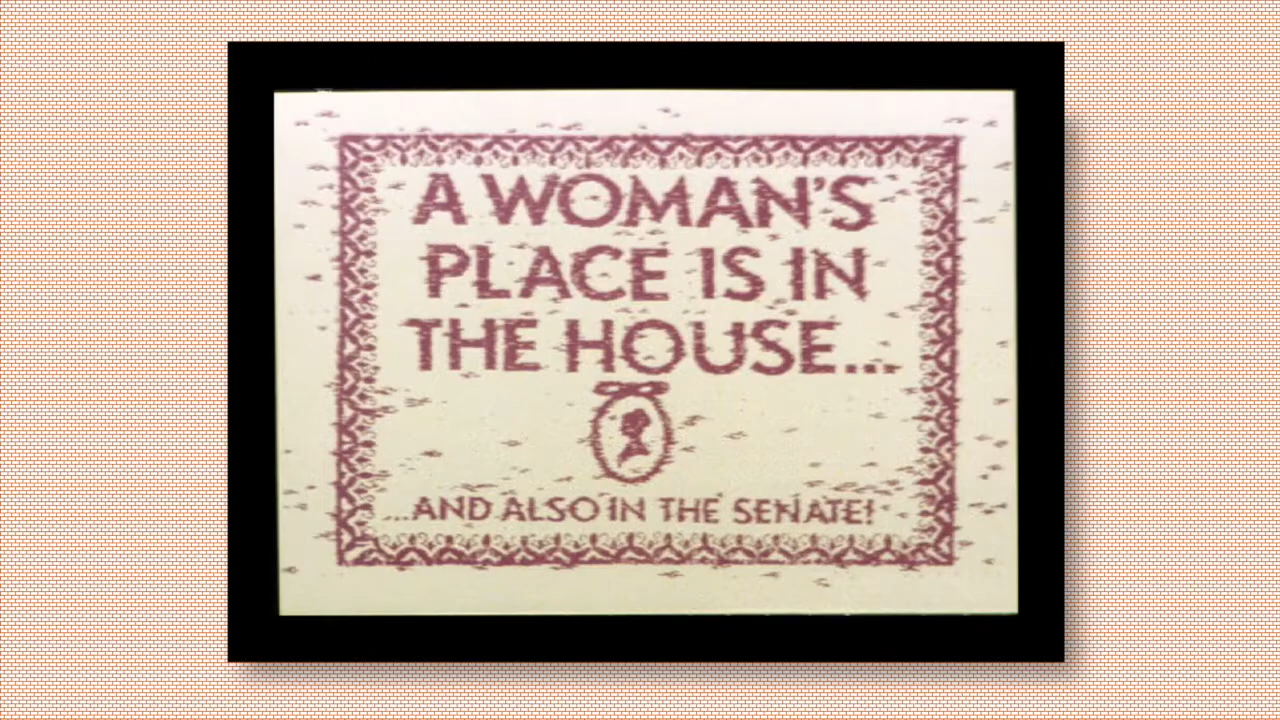 A WOMAN'S
PLACE IS IN
THE HOUSE...
...AND ALSO IN THE SENATE!